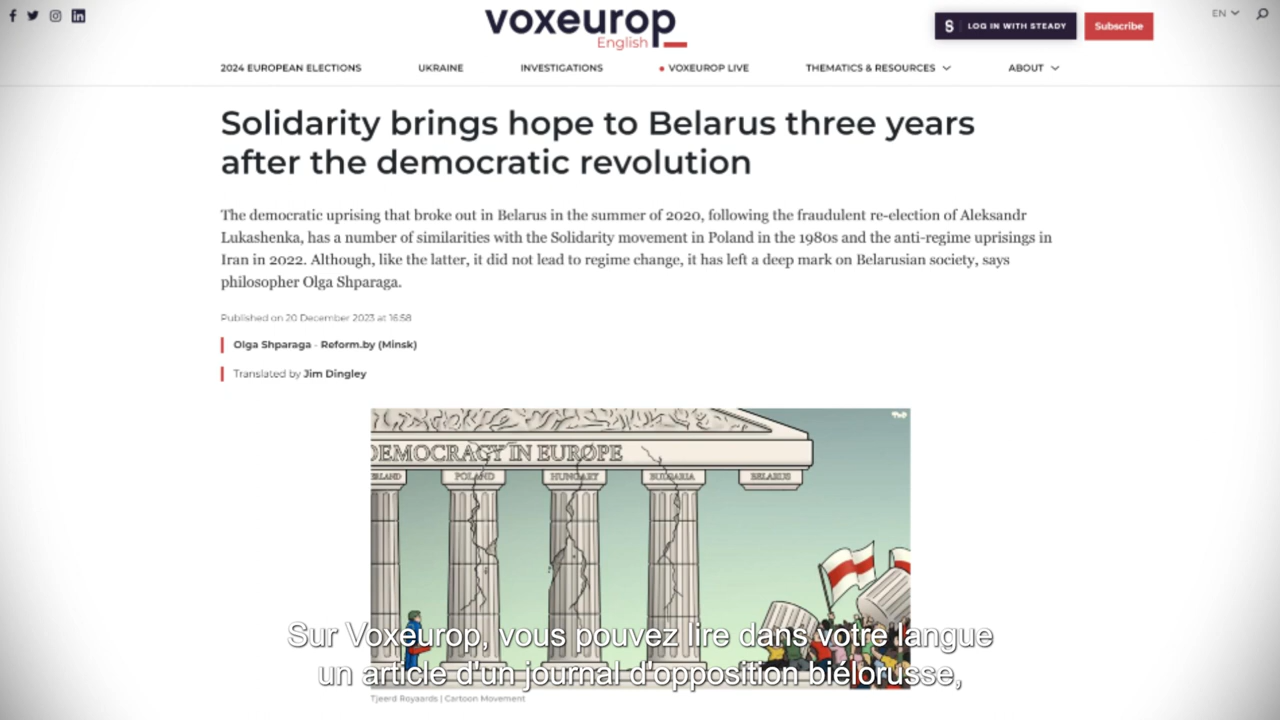 voxeurop
English
LOG IN WITH STEADY
Subscribe
EN
2024 EUROPEAN ELECTIONS
UKRAINE
INVESTIGATIONS
VOXEUROP LIVE
THEMATICS & RESOURCES
ABOUT
Solidarity brings hope to Belarus three years
after the democratic revolution
The democratic uprising that broke out in Belarus in the summer of 2020, following the fraudulent re-election of Aleksandr
Lukashenka, has a number of similarities with the Solidarity movement in Poland in the 1980s and the anti-regime uprisings in
Iran in 2022. Although, like the latter, it did not lead to regime change, it has left a deep mark on Belarusian society, says
philosopher Olga Shparaga.
Published on 20 December 2023 at 16:58
Olga Shparaga - Reform.by (Minsk)
Translated by Jim Dingley
DEMOCRACY IN EUROPE
POLAND
HUNGARY
BULGARIA
BELARUS
Sur Voxeurop, vous pouvez lire dans votre langue
un article d'un journal d'opposition biélorusse,
Tjeerd Royaards | Cartoon Movement